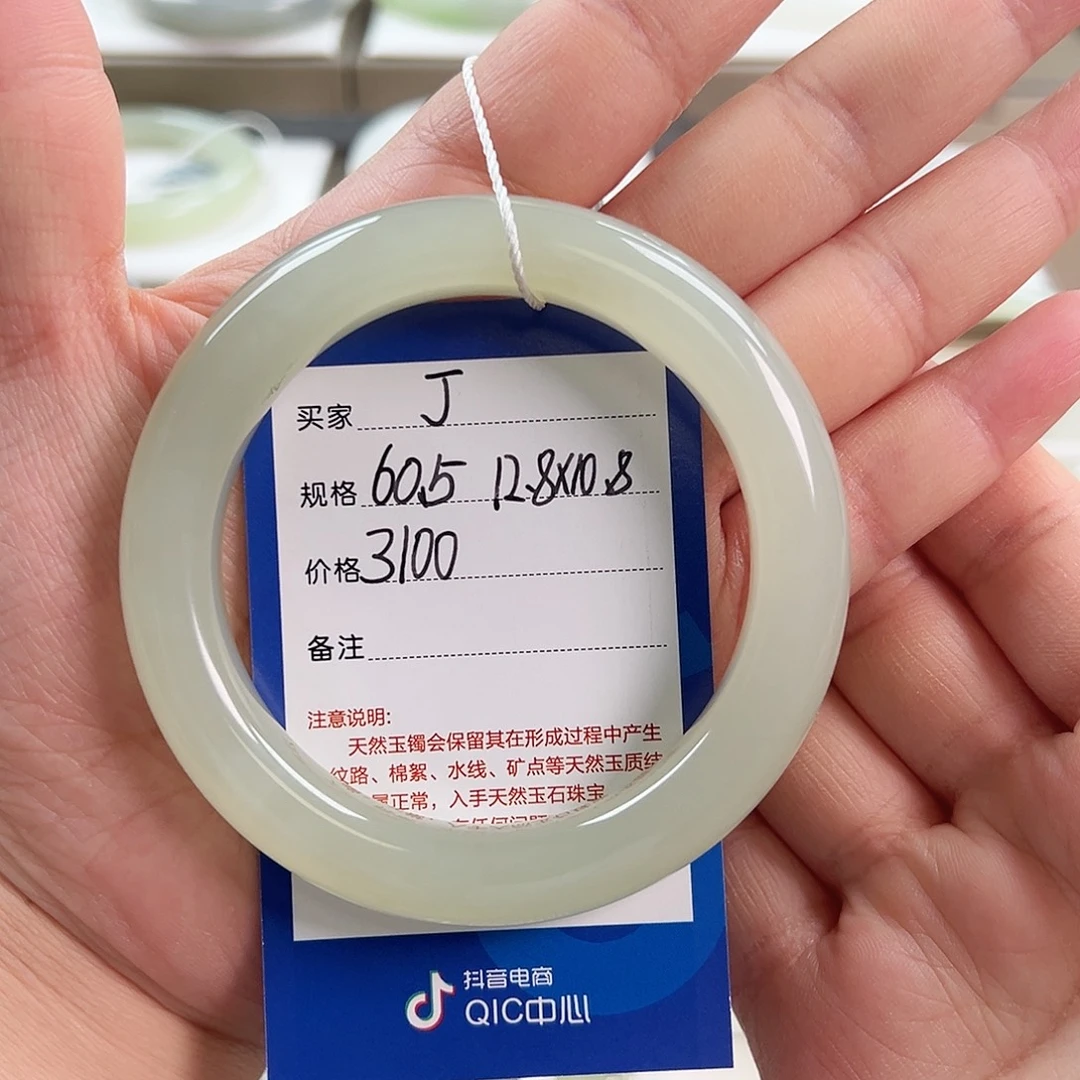 买家 J
规格 60.5 12.8X10.8
价格 3100
备注
注意说明:
天然玉镯会保留其在形成过程中产生
纹路、棉絮、水线、矿点等天然玉质结
属正常，入手天然玉石珠宝
抖音电商
QIC中心